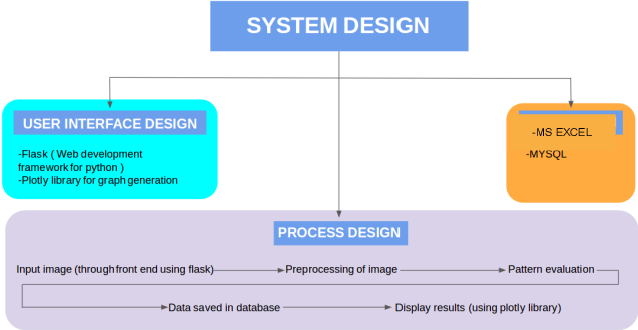 SYSTEM DESIGN
USER INTERFACE DESIGN
-Flask ( Web development
framework for python )
-Plotly library for graph generation
-MS EXCEL
-MYSQL
PROCESS DESIGN
Input image (through front end using flask)
Preprocessing of image
Pattern evaluation
Data saved in database
Display results (using plotly library)